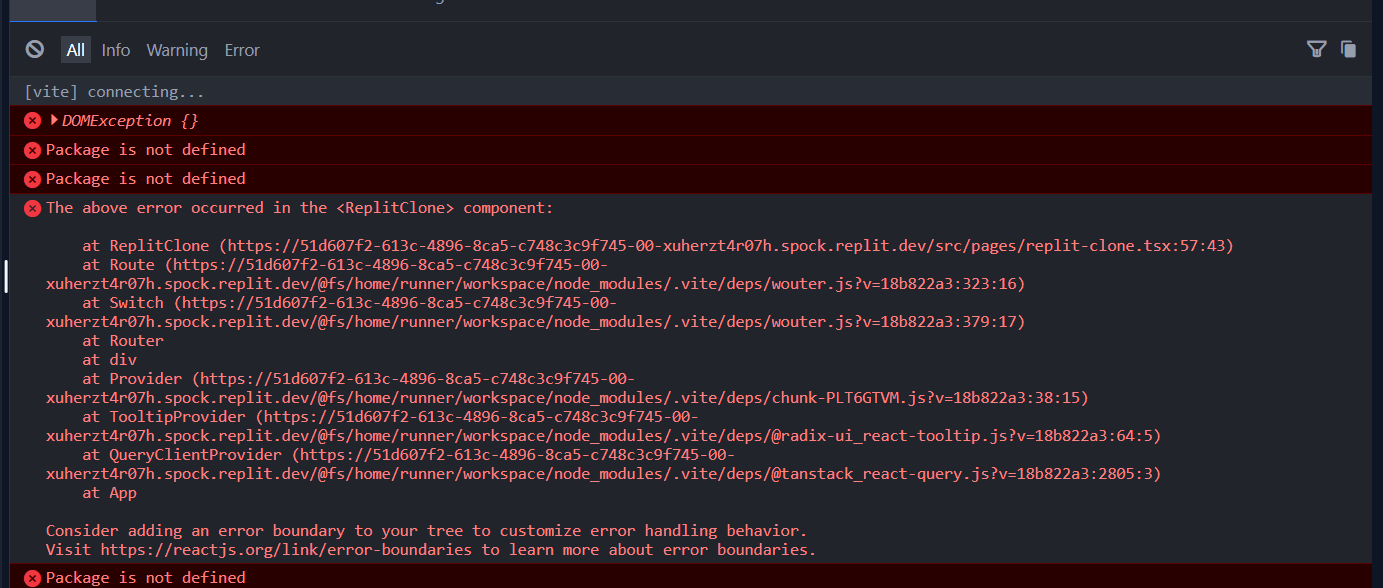 All Info Warning Error
[vite] connecting...
DOMException {}
Package is not defined
Package is not defined
The above error occurred in the <ReplitClone> component:
at ReplitClone (https://51d607f2-613c-4896-8ca5-c748c3c9f745-00-xuherzt4r07h.spock.replit.dev/src/pages/replit-clone.tsx:57:43)
at Route (https://51d607f2-613c-4896-8ca5-c748c3c9f745-00-
xuherzt4r07h.spock.replit.dev/@fs/home/runner/workspace/node_modules/.vite/deps/wouter.js?v=18b822a3:323:16)
at Switch (https://51d607f2-613c-4896-8ca5-c748c3c9f745-00-
xuherzt4r07h.spock.replit.dev/@fs/home/runner/workspace/node_modules/.vite/deps/wouter.js?v=18b822a3:379:17)
at Router
at div
at Provider (https://51d607f2-613c-4896-8ca5-c748c3c9f745-00-
xuherzt4r07h.spock.replit.dev/@fs/home/runner/workspace/node_modules/.vite/deps/chunk-PLT6GTVM.js?v=18b822a3:38:15)
at TooltipProvider (https://51d607f2-613c-4896-8ca5-c748c3c9f745-00-
xuherzt4r07h.spock.replit.dev/@fs/home/runner/workspace/node_modules/.vite/deps/@radix-ui_react-tooltip.js?v=18b822a3:64:5)
at QueryClientProvider (https://51d607f2-613c-4896-8ca5-c748c3c9f745-00-
xuherzt4r07h.spock.replit.dev/@fs/home/runner/workspace/node_modules/.vite/deps/@tanstack_react-query.js?v=18b822a3:2805:3)
at App
Consider adding an error boundary to your tree to customize error handling behavior.
Visit https://reactjs.org/link/error-boundaries to learn more about error boundaries.
Package is not defined